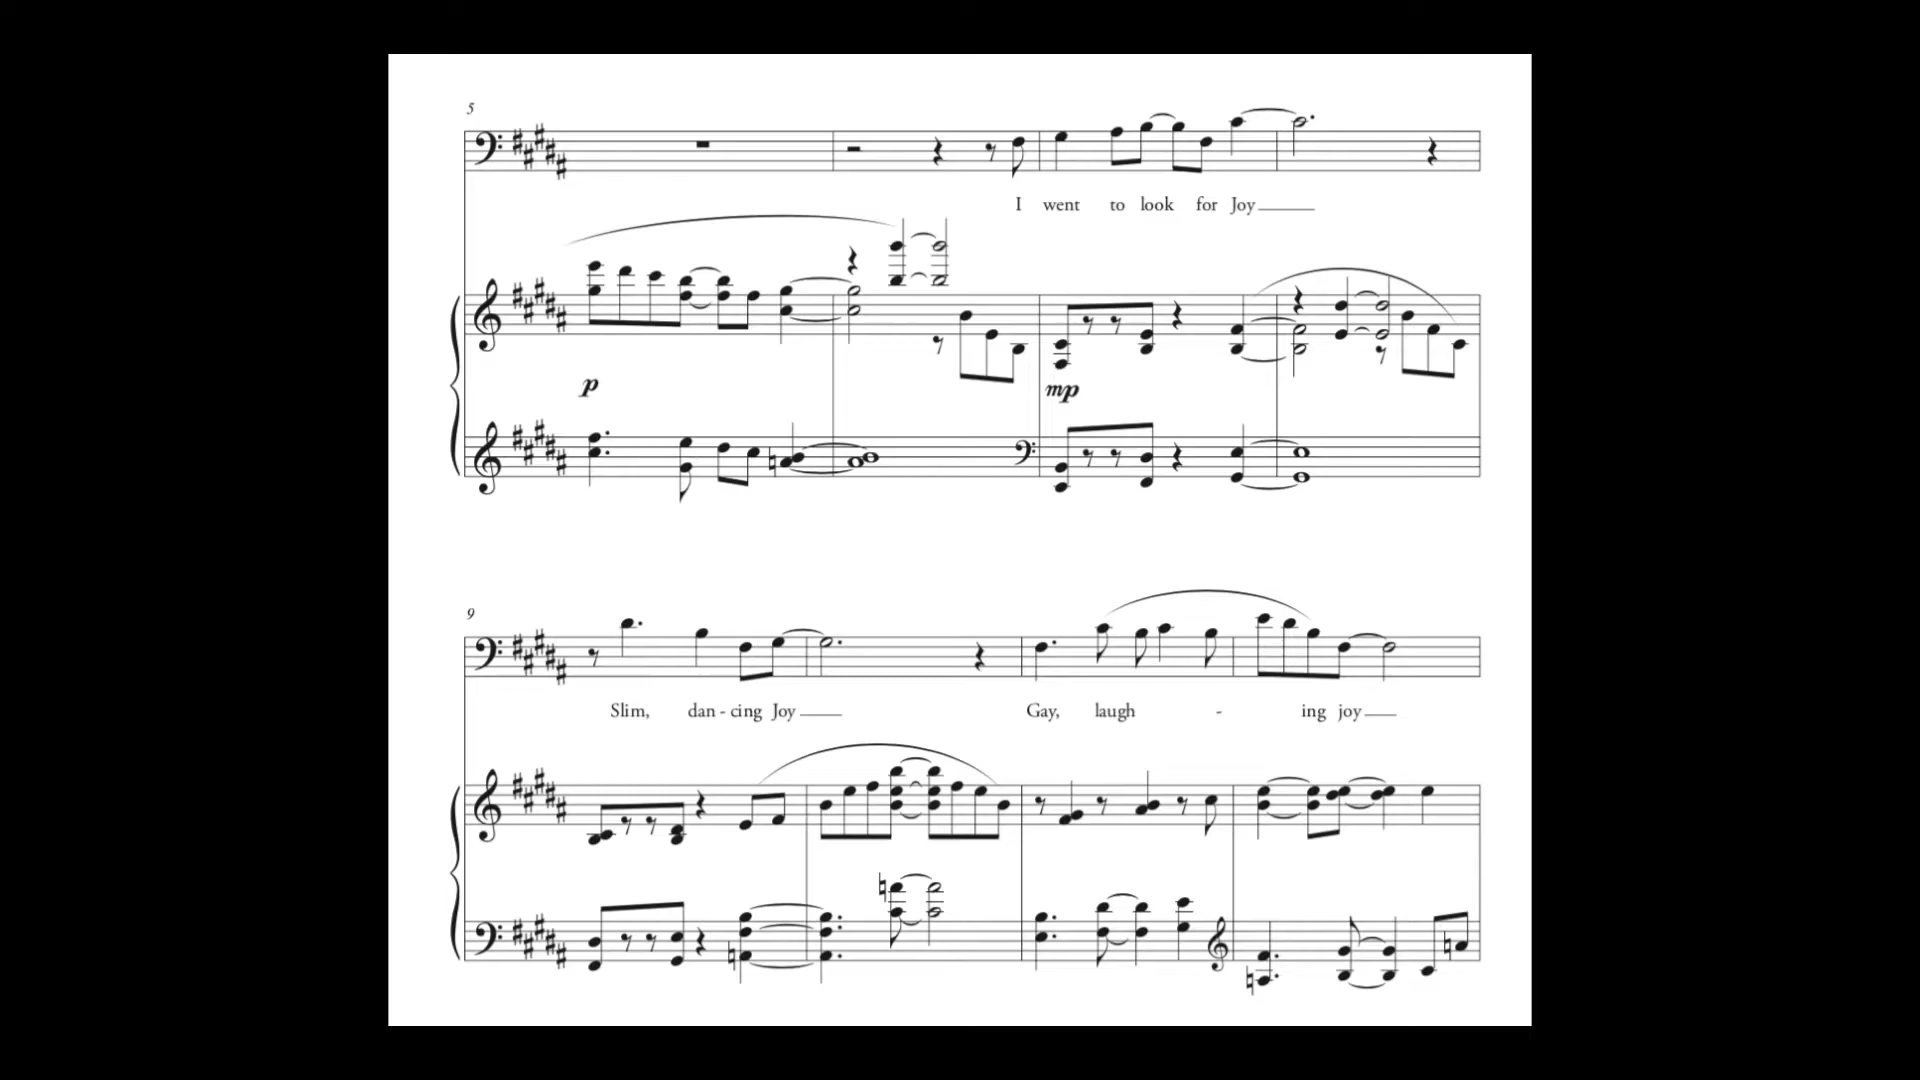 5
I went to look for Joy
p
mp
9
Slim, dan - cing Joy
Gay, laugh - ing joy